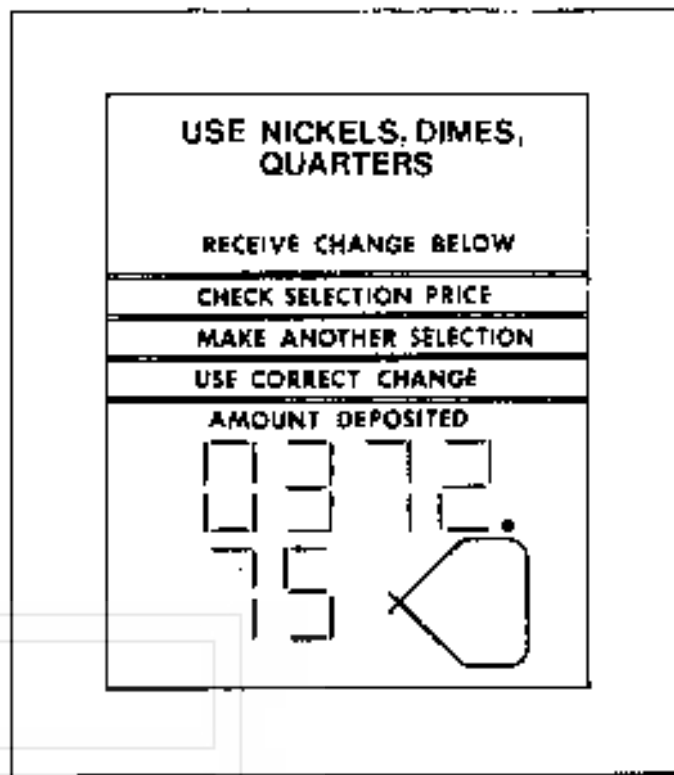 USE NICKELS, DIMES,
QUARTERS
RECEIVE CHANGE BELOW
CHECK SELECTION PRICE
MAKE ANOTHER SELECTION
USE CORRECT CHANGE
AMOUNT DEPOSITED
0372.
75